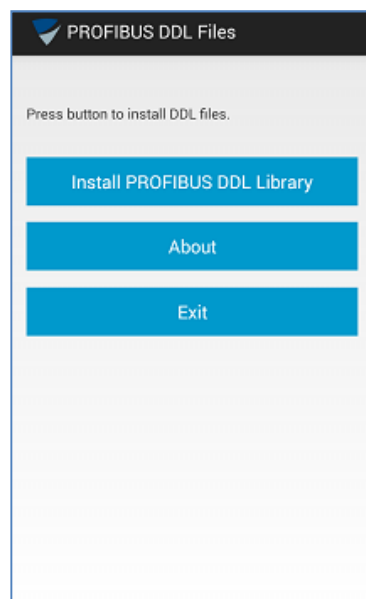 PROFIBUS DDL Files
Press button to install DDL files.
Install PROFIBUS DDL Library
About
Exit